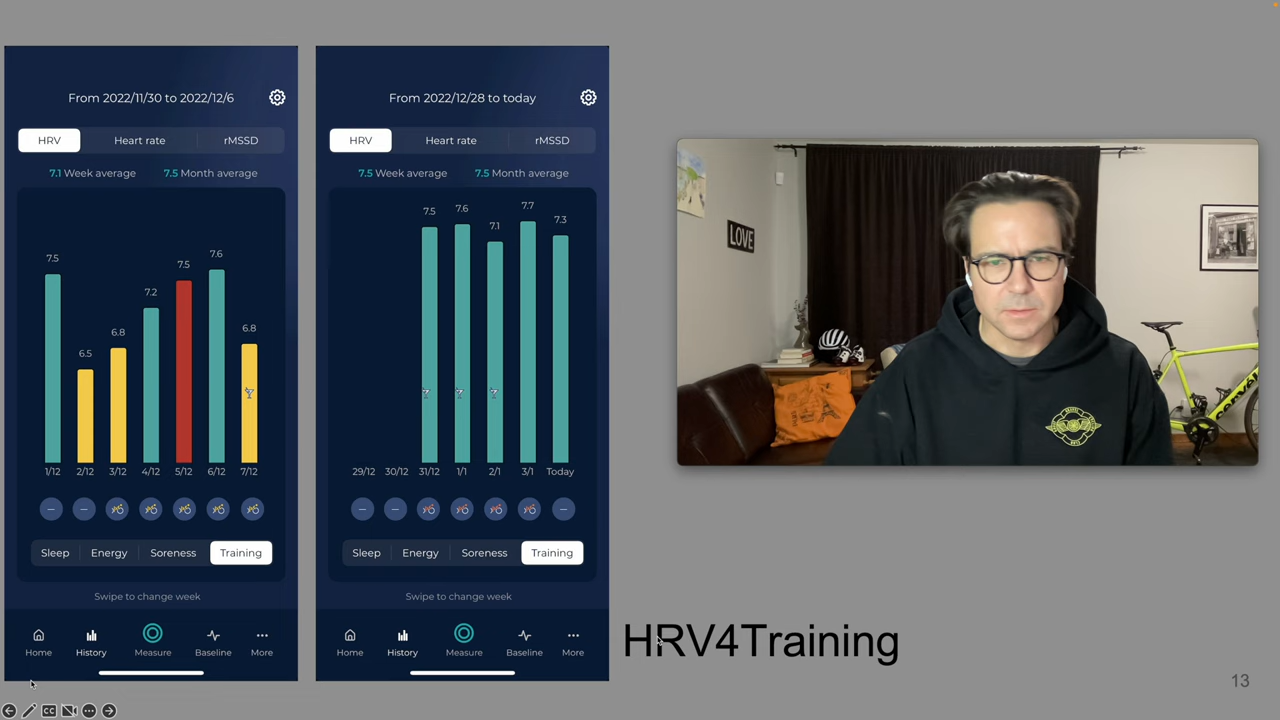 From 2022/11/30 to 2022/12/6
HRV Heart rate rMSSD
7.1 Week average 7.5 Month average
7.5 6.5 6.8 7.2 7.5 7.6 6.8
1/12 2/12 3/12 4/12 5/12 6/12 7/12
Sleep Energy Soreness Training
Swipe to change week
Home History Measure Baseline More
From 2022/12/28 to today
HRV Heart rate rMSSD
7.5 Week average 7.5 Month average
7.5 7.6 7.1 7.7 7.3
29/12 30/12 31/12 1/1 2/1 3/1 Today
Sleep Energy Soreness Training
Swipe to change week
Home History Measure Baseline More
LOVE
HRV4Training
13
CC